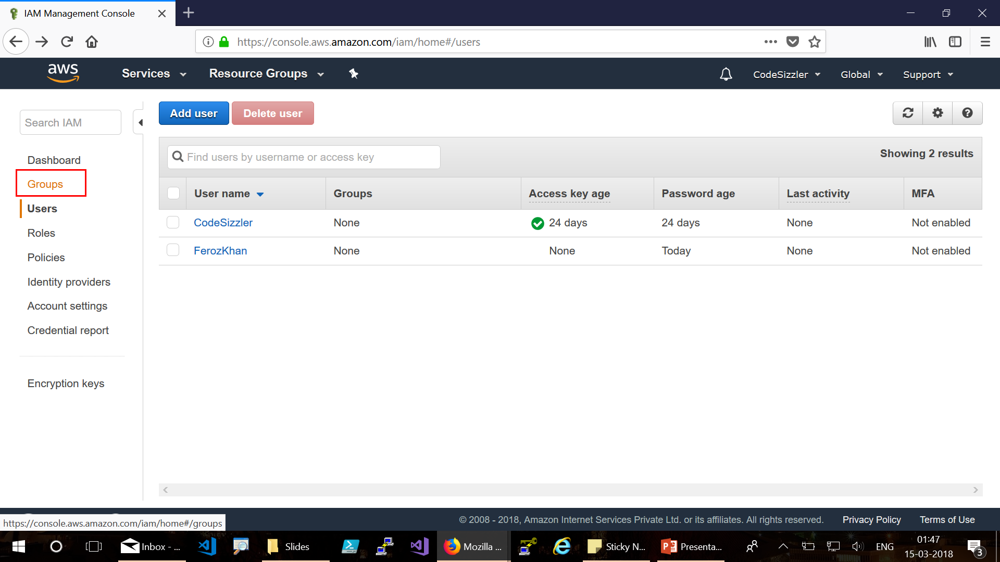 IAM Management Console
https://console.aws.amazon.com/iam/home#/users
aws Services Resource Groups CodeSizzler Global Support
Search IAM
Dashboard
Groups
Users
Roles
Policies
Identity providers
Account settings
Credential report
Encryption keys
Add user Delete user
Find users by username or access key
Showing 2 results
User name Groups Access key age Password age Last activity MFA
CodeSizzler None 24 days 24 days None Not enabled
FerozKhan None None Today None Not enabled
© 2008 - 2018, Amazon Internet Services Private Ltd. or its affiliates. All rights reserved. Privacy Policy Terms of Use
https://console.aws.amazon.com/iam/home#/groups
Inbox - ... Slides Mozilla ... Sticky N... Presenta... ENG
01:47
15-03-2018
3